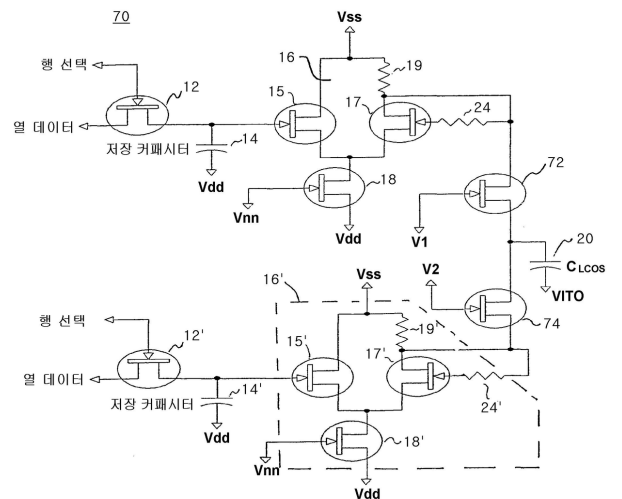 70
Vss
16
19
행 선택
12
15
17
24
열 데이터
14
저장 커패시터
18
72
Vdd
Vnn
Vdd
V1
20
CLCOS
V2
VITO
16'
Vss
74
행 선택
12'
15'
19'
17'
열 데이터
14'
24'
저장 커패시터
Vdd
18'
Vnn
Vdd